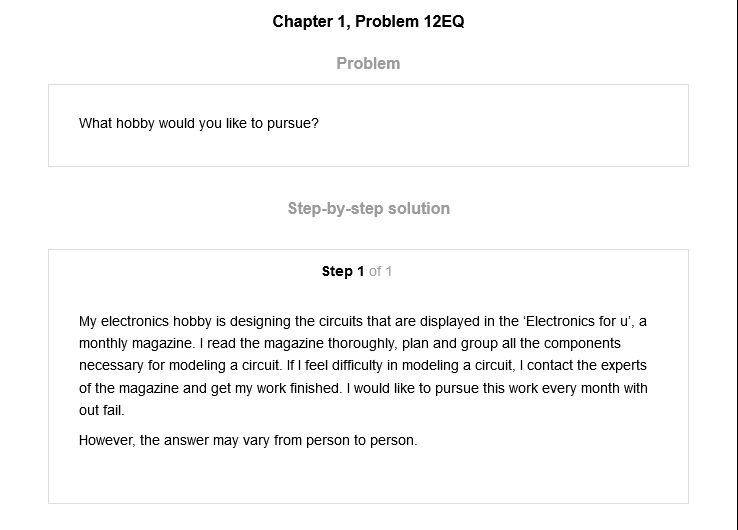 Chapter 1, Problem 12EQ
Problem
What hobby would you like to pursue?
Step-by-step solution
Step 1 of 1
My electronics hobby is designing the circuits that are displayed in the ‘Electronics for u’, a
monthly magazine. I read the magazine thoroughly, plan and group all the components
necessary for modeling a circuit. If I feel difficulty in modeling a circuit, I contact the experts
of the magazine and get my work finished. I would like to pursue this work every month with
out fail.
However, the answer may vary from person to person.